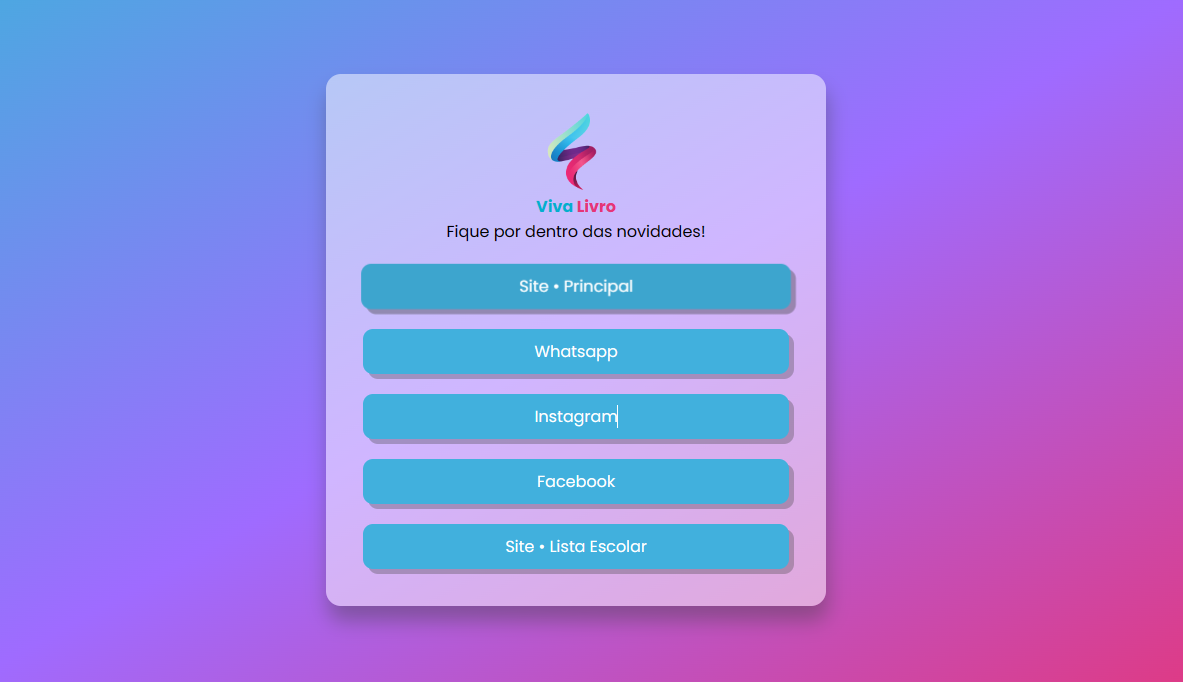 Viva Livro
Fique por dentro das novidades!
Site • Principal
Whatsapp
Instagram
Facebook
Site • Lista Escolar